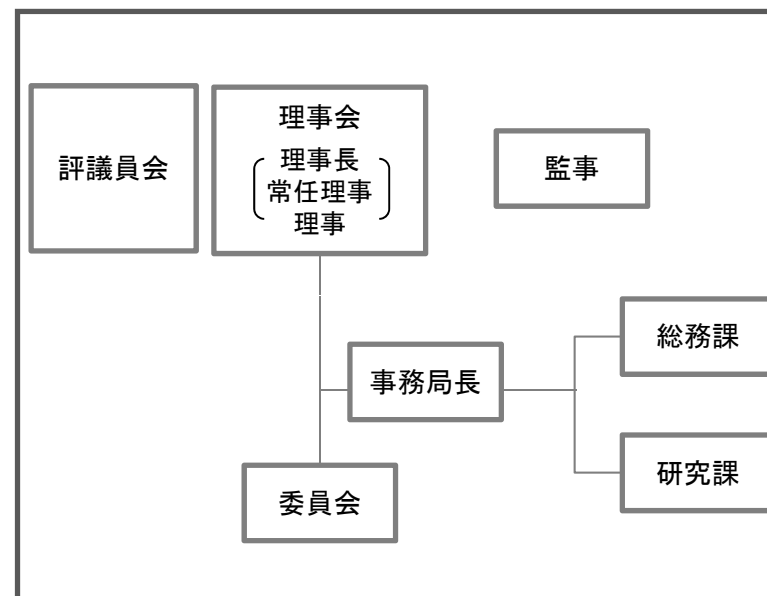 評議員会
理事会
理事長
常任理事
理事
監事
総務課
事務局長
研究課
委員会